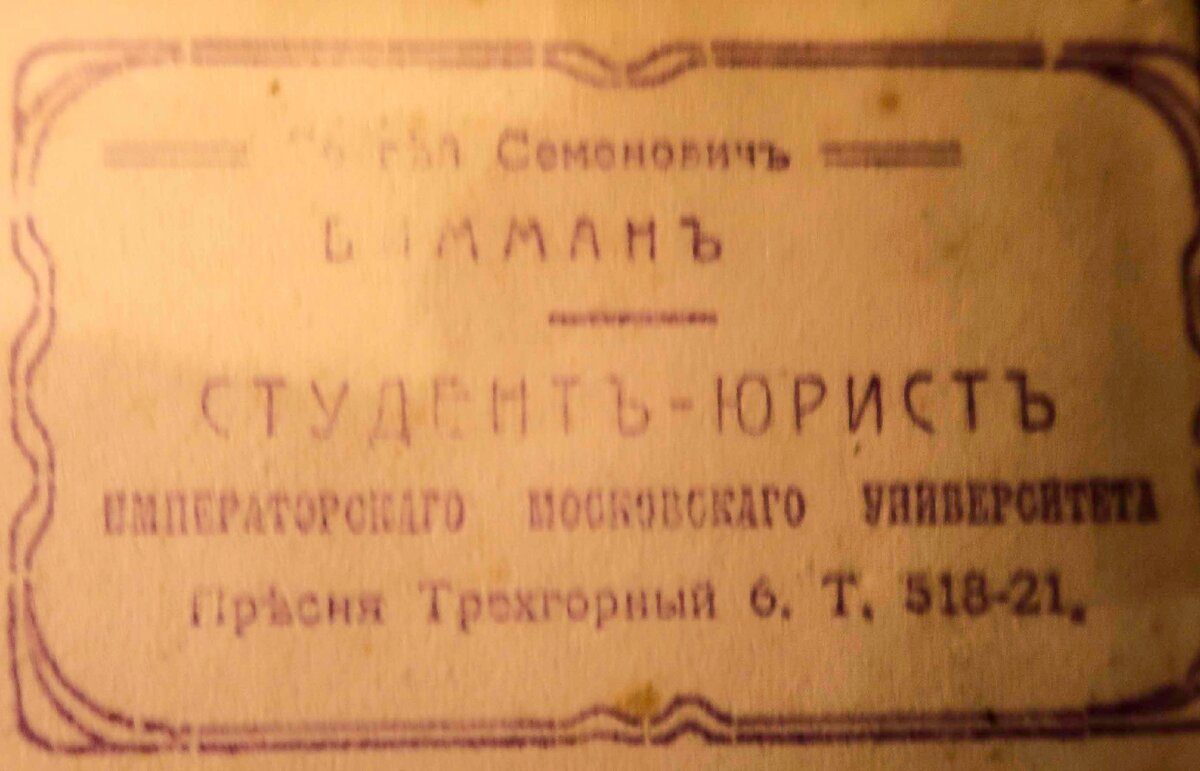 Семеновичъ
СТУДЕНТЪ-ЮРИСТЪ
ИМПЕРАТОРСКАГО МОСКОВСКАГО УНИВЕРСИТЕТА
Прѣсня Трехгорный 6. Т. 518-21.